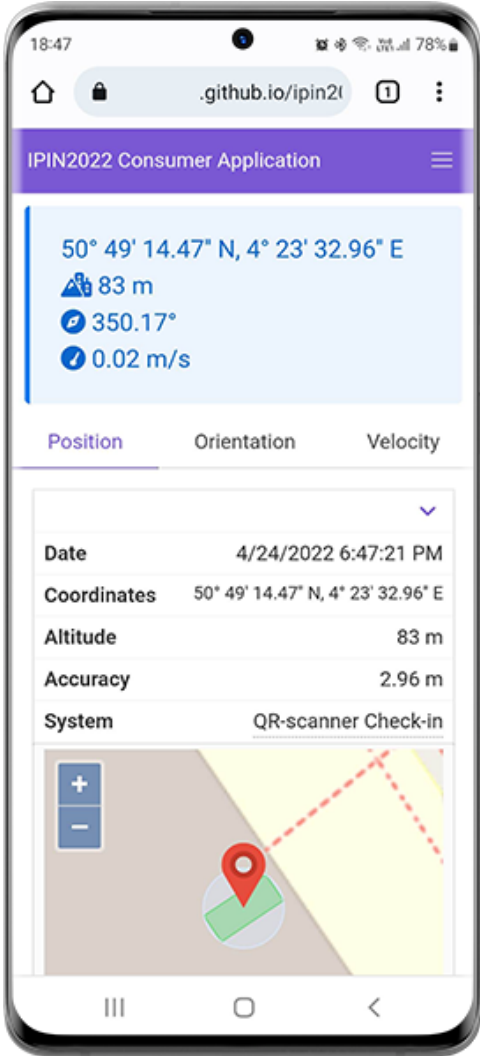 18:47
78%
.github.io/ipin2(
1
IPIN2022 Consumer Application
50° 49' 14.47" N, 4° 23' 32.96" E
83 m
350.17°
0.02 m/s
Position Orientation Velocity
Date 4/24/2022 6:47:21 PM
Coordinates 50° 49' 14.47" N, 4° 23' 32.96" E
Altitude 83 m
Accuracy 2.96 m
System QR-scanner Check-in
+
−